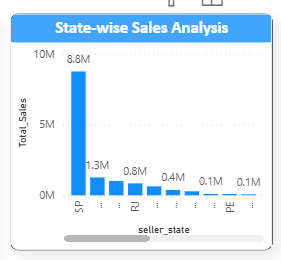 State-wise Sales Analysis
10M
8.8M
5M
1.3M
0.8M
0.4M
0.1M
0.1M
0M
Total_Sales
SP
...
...
RJ
...
...
...
...
PE
...
seller_state